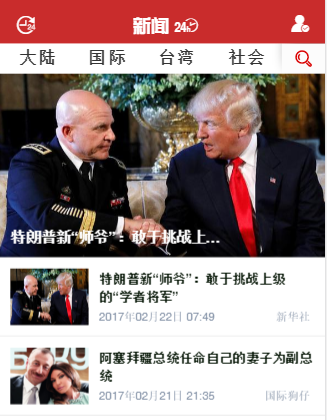 24
新闻 24h
大陆 国际 台湾 社会
特朗普新“师爷”：敢于挑战上...
特朗普新“师爷”：敢于挑战上级
的“学者将军”
2017年02月22日 07:49 新华社
阿塞拜疆总统任命自己的妻子为副总
统
2017年02月21日 21:35 国际狗仔